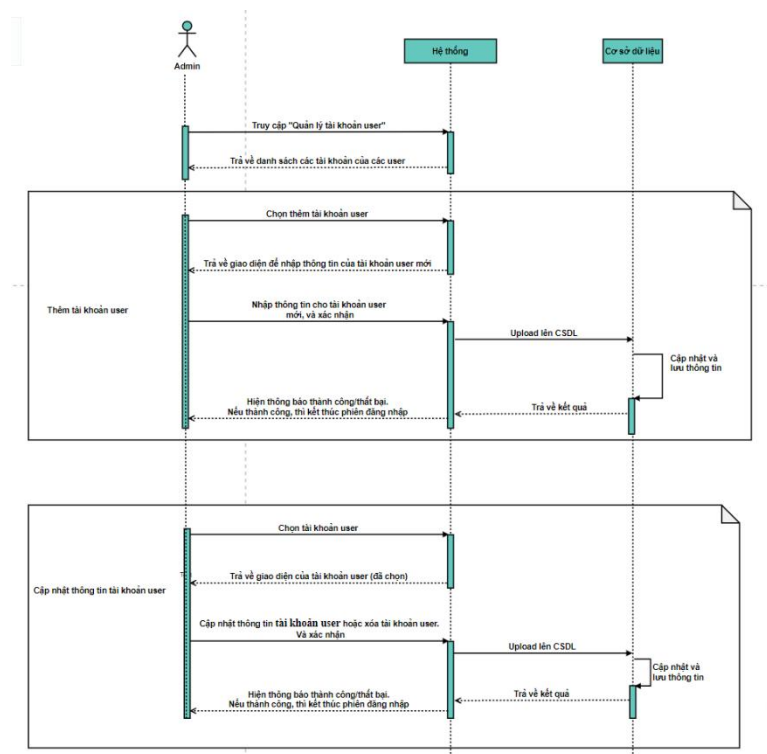 Admin
Hệ thống
Cơ sở dữ liệu
Truy cập "Quản lý tài khoản user"
Trả về danh sách các tài khoản của các user
Chọn thêm tài khoản user
Trả về giao diện để nhập thông tin của tài khoản user mới
Thêm tài khoản user
Nhập thông tin cho tài khoản user
mới, và xác nhận
Upload lên CSDL
Cập nhật và
lưu thông tin
Hiện thông báo thành công/thất bại.
Nếu thành công, thì kết thúc phiên đăng nhập
Trả về kết quả
Chọn tài khoản user
Trả về giao diện của tài khoản user (đã chọn)
Cập nhật thông tin tài khoản user
Cập nhật thông tin tài khoản user hoặc xóa tài khoản user.
Và xác nhận
Upload lên CSDL
Cập nhật và
lưu thông tin
Hiện thông báo thành công/thất bại.
Nếu thành công, thì kết thúc phiên đăng nhập
Trả về kết quả